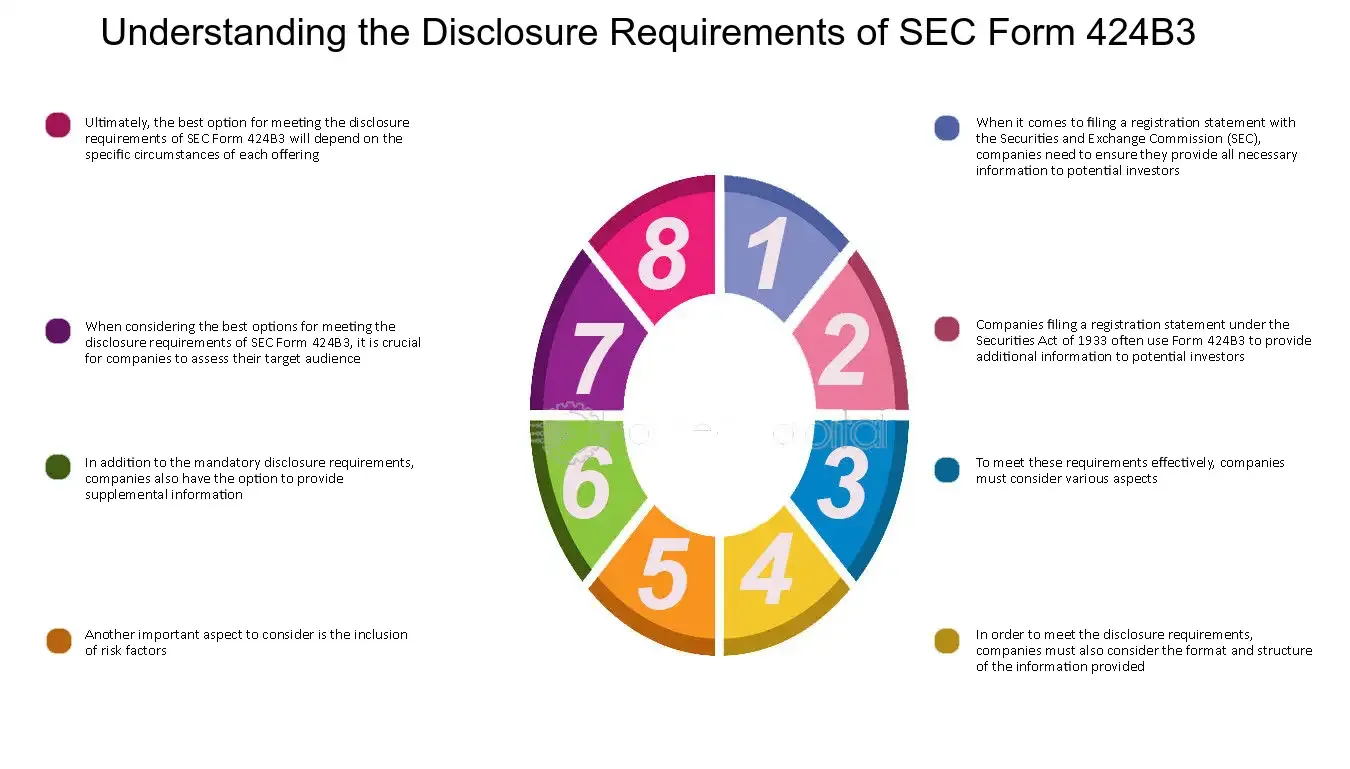 Understanding the Disclosure Requirements of SEC Form 424B3
Ultimately, the best option for meeting the disclosure
requirements of SEC Form 424B3 will depend on the
specific circumstances of each offering
When considering the best options for meeting the
disclosure requirements of SEC Form 424B3, it is crucial
for companies to assess their target audience
In addition to the mandatory disclosure requirements,
companies also have the option to provide
supplemental information
Another important aspect to consider is the inclusion
of risk factors
8
1
7
2
6
3
5
4
When it comes to filing a registration statement with
the Securities and Exchange Commission (SEC),
companies need to ensure they provide all necessary
information to potential investors
Companies filing a registration statement under the
Securities Act of 1933 often use Form 424B3 to provide
additional information to potential investors
To meet these requirements effectively, companies
must consider various aspects
In order to meet the disclosure requirements,
companies must also consider the format and structure
of the information provided